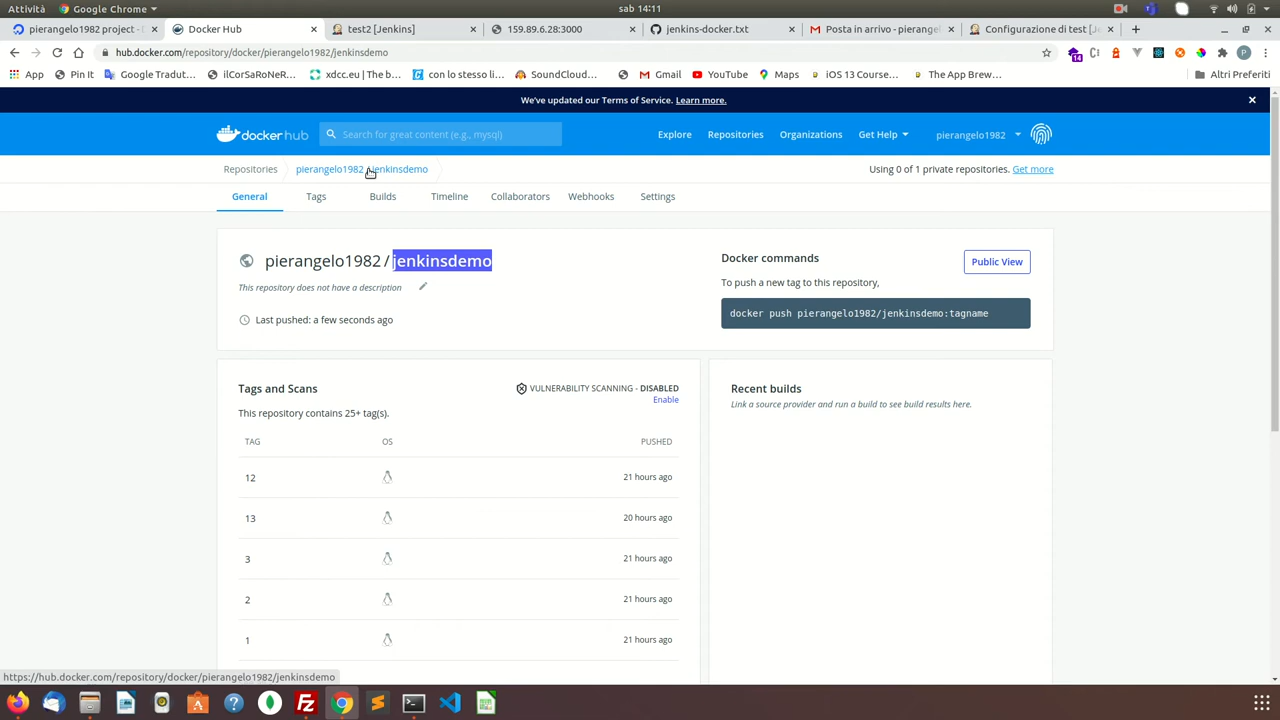 Attività
Google Chrome
sab 14:11
pierangelo1982 project -
Docker Hub
test2 [Jenkins]
159.89.6.28:3000
jenkins-docker.txt
Posta in arrivo - pierange
Configurazione di test [Je
hub.docker.com/repository/docker/pierangelo1982/jenkinsdemo
14
P
App
Pin It
Google Tradut...
ilCorSaRoNeR...
xdcc.eu | The b...
con lo stesso li...
SoundCloud...
Gmail
YouTube
Maps
iOS 13 Course...
The App Brew...
Altri Preferiti
We've updated our Terms of Service. Learn more.
docker hub
Search for great content (e.g., mysql)
Explore
Repositories
Organizations
Get Help
pierangelo1982
Repositories
pierangelo1982 / jenkinsdemo
Using 0 of 1 private repositories. Get more
General
Tags
Builds
Timeline
Collaborators
Webhooks
Settings
pierangelo1982 / jenkinsdemo
This repository does not have a description
Last pushed: a few seconds ago
Docker commands
Public View
To push a new tag to this repository,
docker push pierangelo1982/jenkinsdemo:tagname
Tags and Scans
VULNERABILITY SCANNING - DISABLED
Enable
This repository contains 25+ tag(s).
TAG OS PUSHED
12 21 hours ago
13 20 hours ago
3 21 hours ago
2 21 hours ago
1 21 hours ago
Recent builds
Link a source provider and run a build to see build results here.
https://hub.docker.com/repository/docker/pierangelo1982/jenkinsdemo